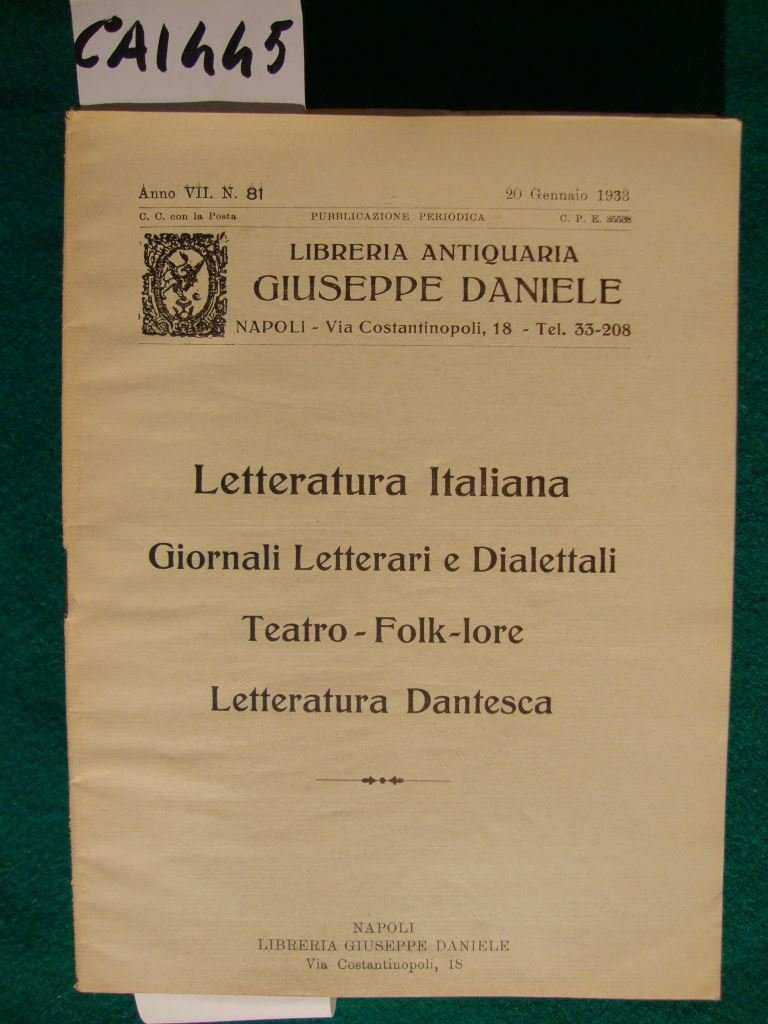 CA1445
Anno VII. N. 81 20 Gennaio 1933
C. C. con la Posta PUBBLICAZIONE PERIODICA C. P. E. 35538
LIBRERIA ANTIQUARIA
GIUSEPPE DANIELE
NAPOLI - Via Costantinopoli, 18 - Tel. 33-208
Letteratura Italiana
Giornali Letterari e Dialettali
Teatro - Folk-lore
Letteratura Dantesca
NAPOLI
LIBRERIA GIUSEPPE DANIELE
Via Costantinopoli, 18